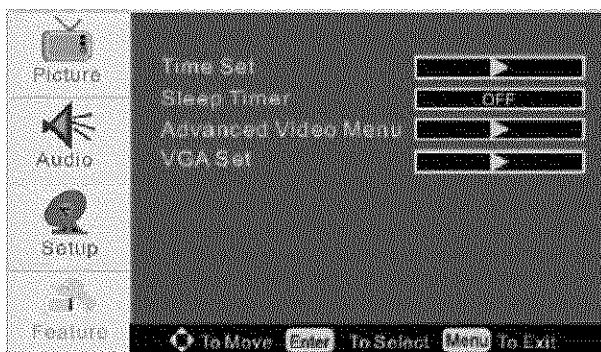 Picture
Audio
Setup
Feature
Time Set
Sleep Timer OFF
Advanced Video Menu
VGA Set
To Move Enter To Select Menu To Exit